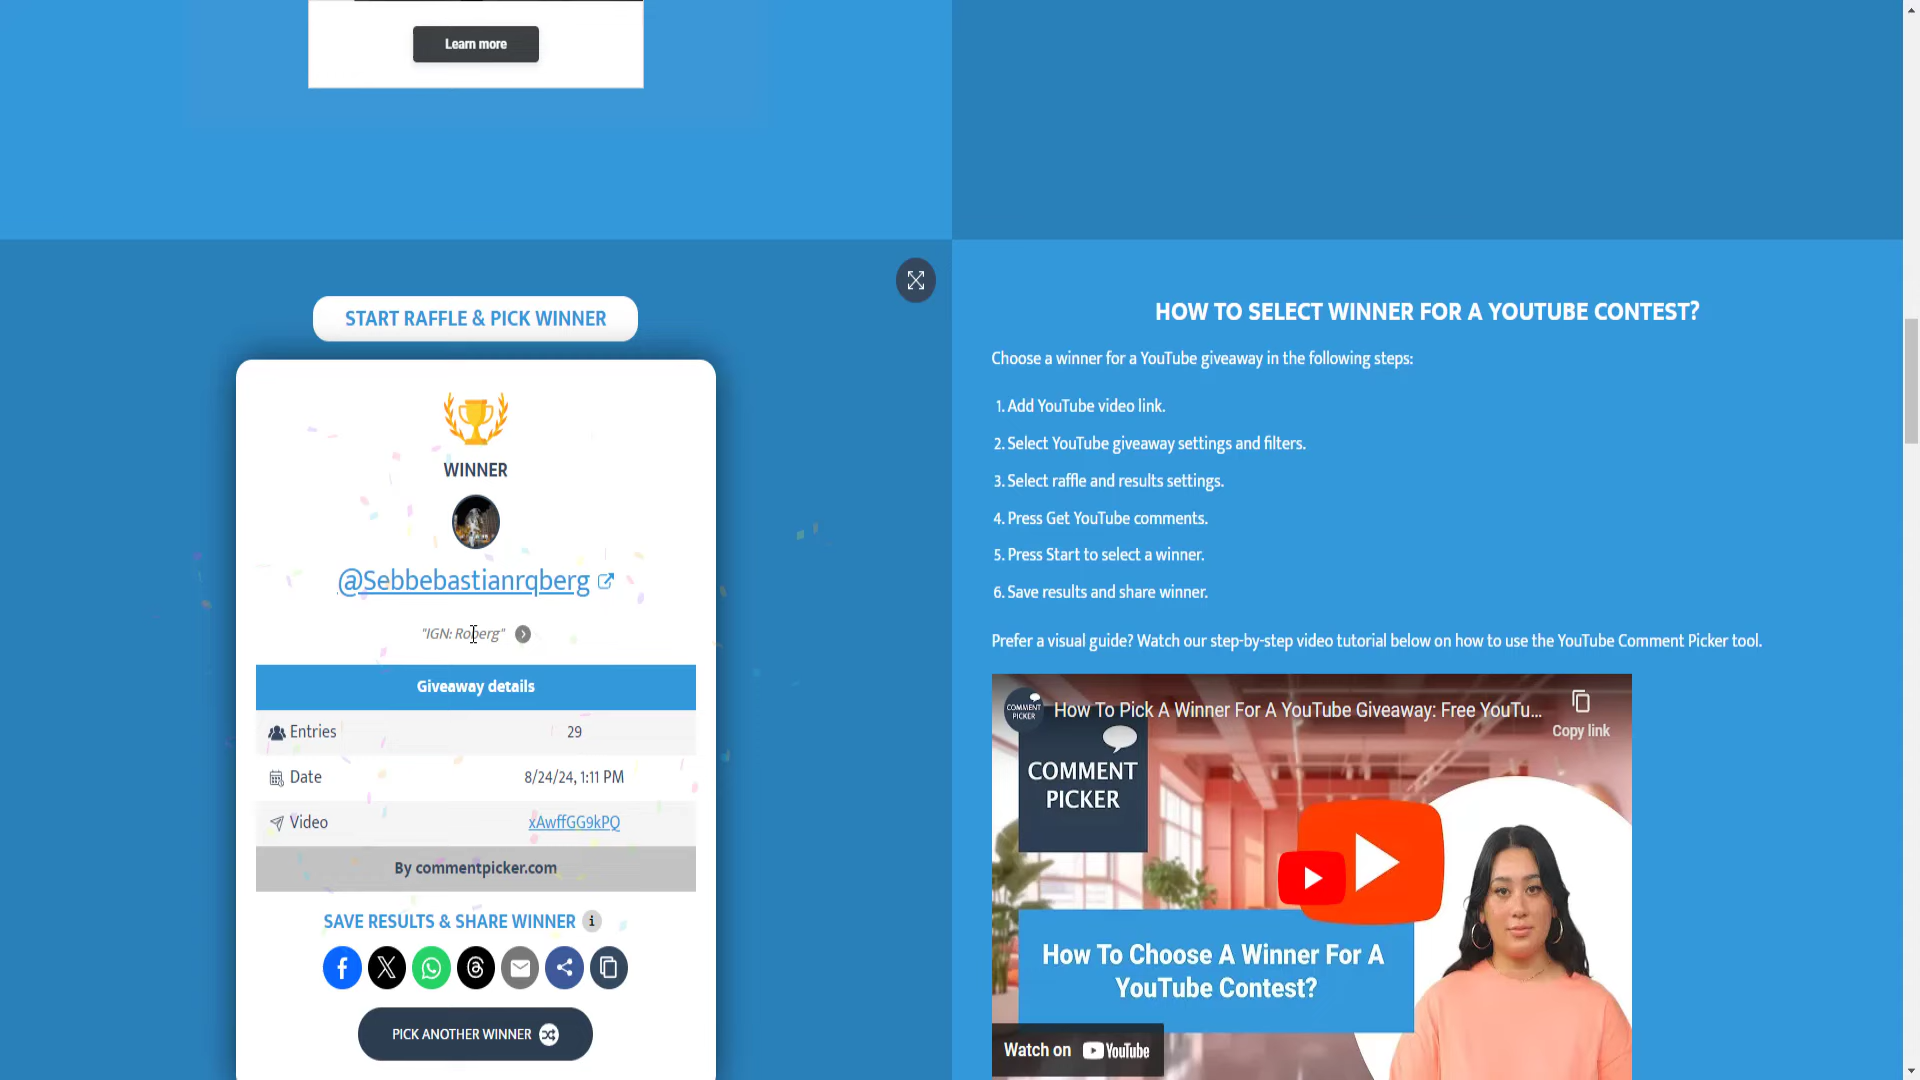 Learn more
START RAFFLE & PICK WINNER
WINNER
@Sebbebastianrqberg
"IGN: Roberg"
Giveaway details
Entries 29
Date 8/24/24, 1:11 PM
Video xAwffGG9kPQ
By commentpicker.com
SAVE RESULTS & SHARE WINNER i
PICK ANOTHER WINNER
HOW TO SELECT WINNER FOR A YOUTUBE CONTEST?
Choose a winner for a YouTube giveaway in the following steps:
1. Add YouTube video link.
2. Select YouTube giveaway settings and filters.
3. Select raffle and results settings.
4. Press Get YouTube comments.
5. Press Start to select a winner.
6. Save results and share winner.
Prefer a visual guide? Watch our step-by-step video tutorial below on how to use the YouTube Comment Picker tool.
COMMENT
PICKER
How To Pick A Winner For A YouTube Giveaway: Free YouTu...
Copy link
COMMENT
PICKER
How To Choose A Winner For A
YouTube Contest?
Watch on YouTube